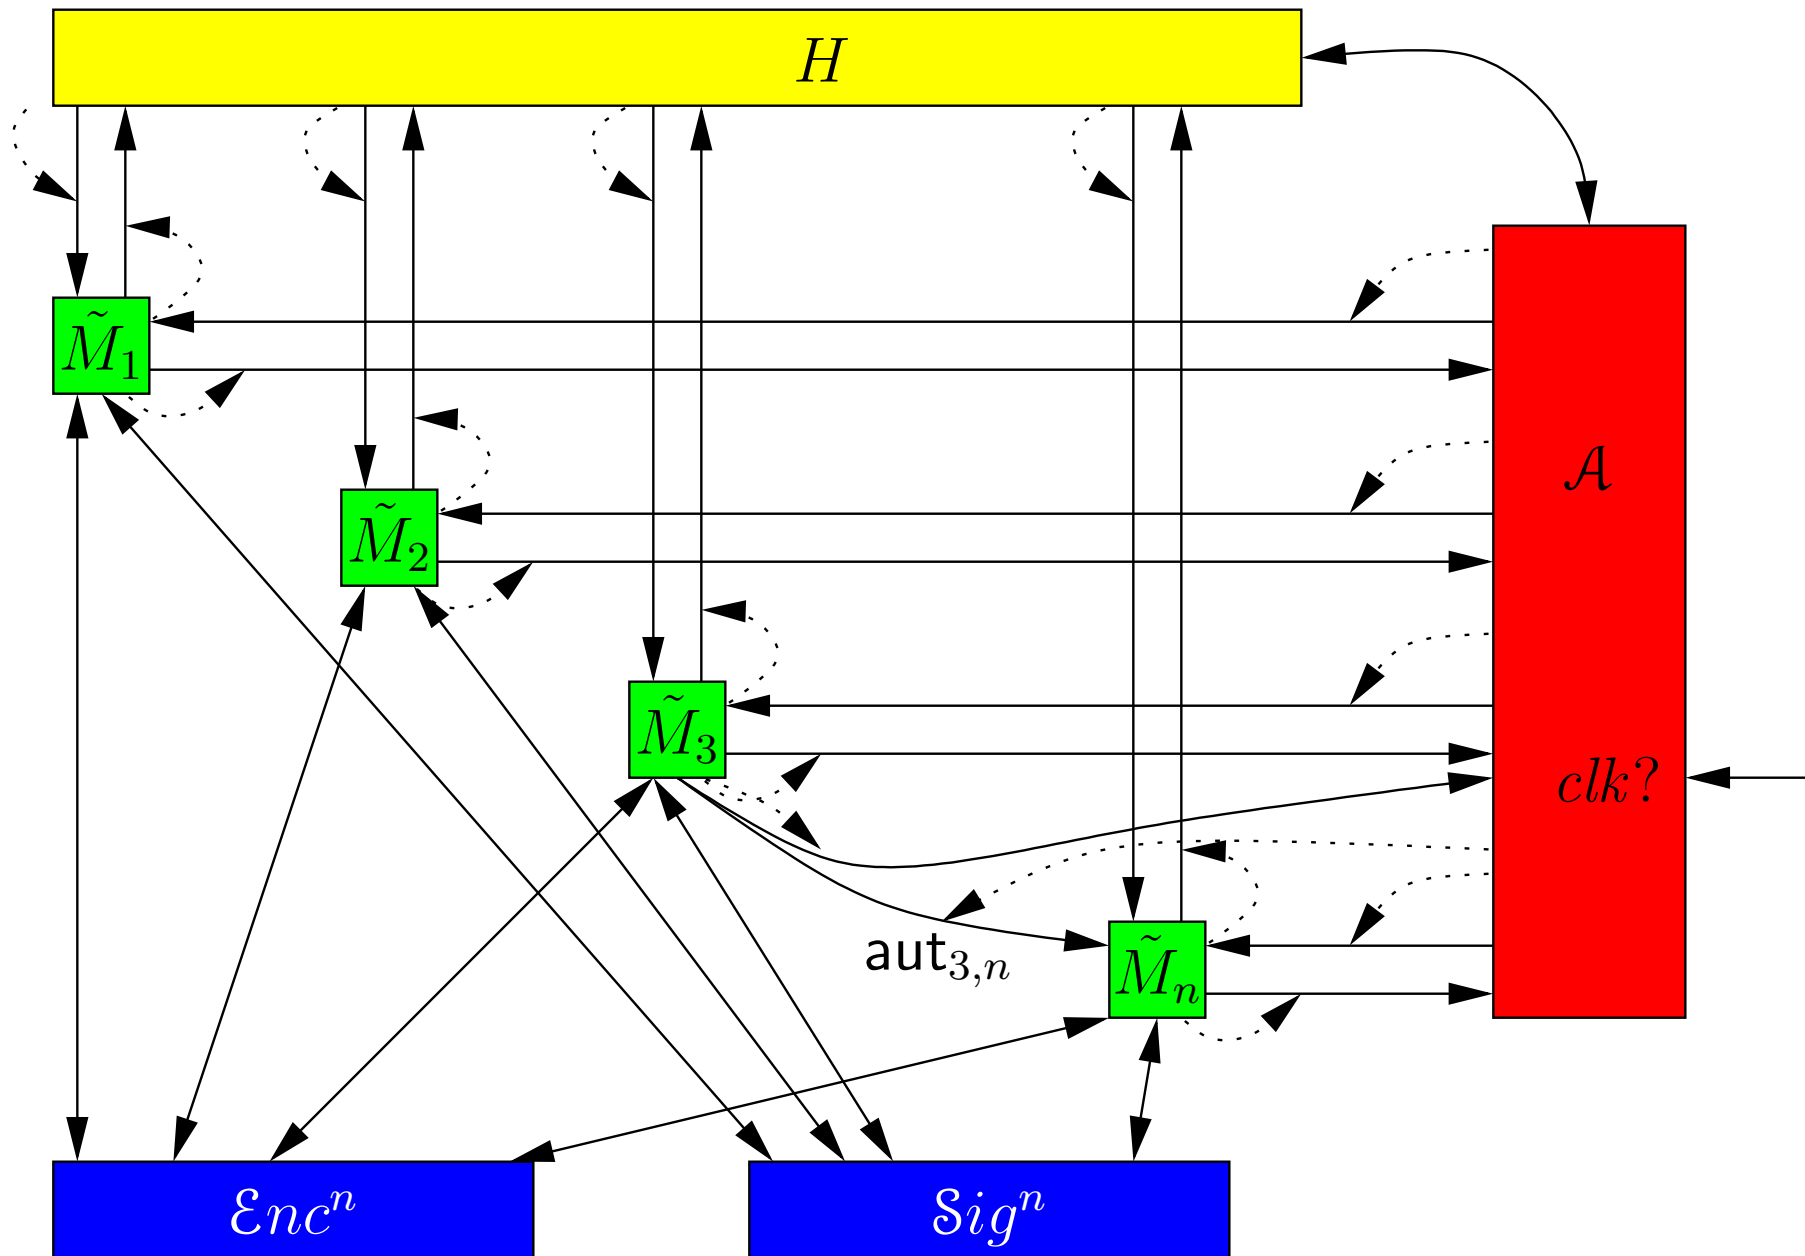 H
M̃₁
𝒜
M̃₂
M̃₃
clk?
aut₃,ₙ
M̃ₙ
ℰncⁿ
𝒮igⁿ